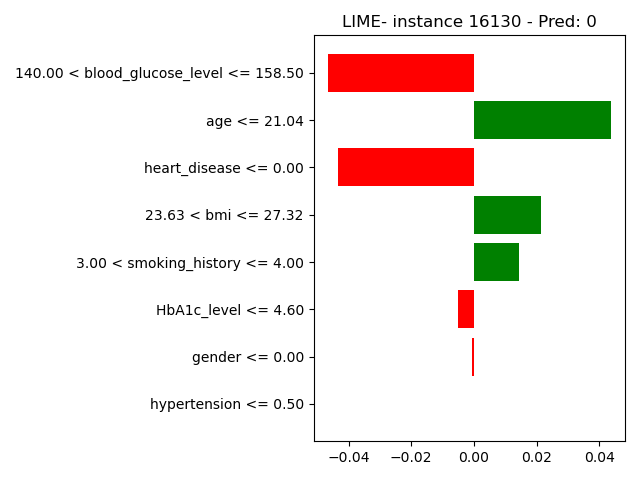 LIME- instance 16130 - Pred: 0
140.00 < blood_glucose_level <= 158.50
age <= 21.04
heart_disease <= 0.00
23.63 < bmi <= 27.32
3.00 < smoking_history <= 4.00
HbA1c_level <= 4.60
gender <= 0.00
hypertension <= 0.50
−0.04 −0.02 0.00 0.02 0.04